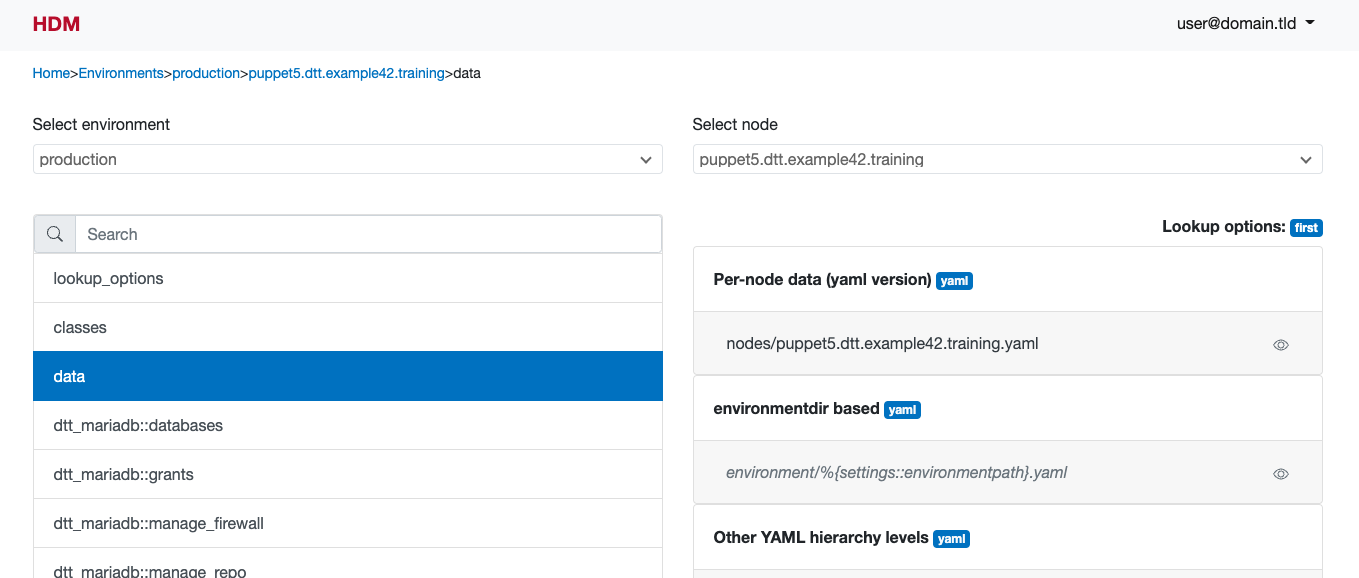 HDM
user@domain.tld
Home>Environments>production>puppet5.dtt.example42.training>data
Select environment
production
Select node
puppet5.dtt.example42.training
Search
lookup_options
classes
data
dtt_mariadb::databases
dtt_mariadb::grants
dtt_mariadb::manage_firewall
dtt_mariadb::manage_repo
Lookup options: first
Per-node data (yaml version) yaml
nodes/puppet5.dtt.example42.training.yaml
environmentdir based yaml
environment/%{settings::environmentpath}.yaml
Other YAML hierarchy levels yaml